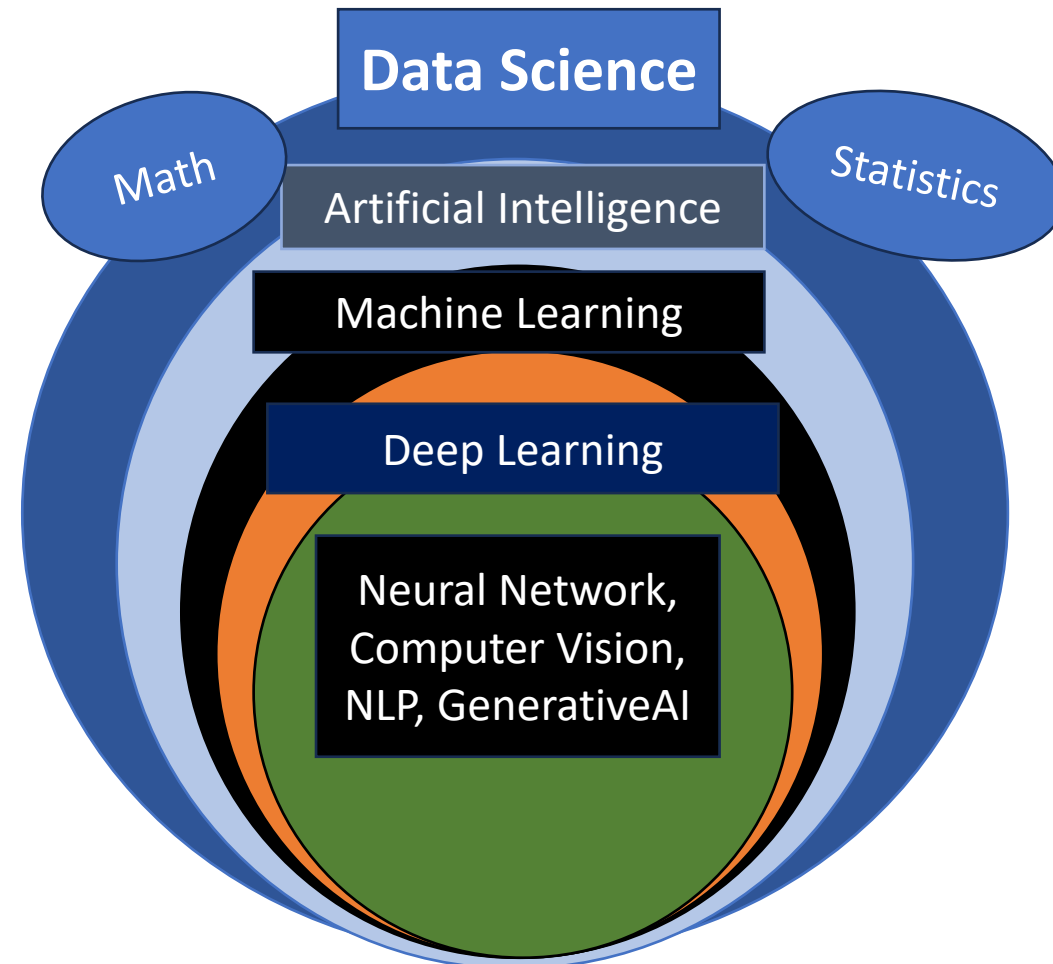 Data Science
Math
Statistics
Artificial Intelligence
Machine Learning
Deep Learning
Neural Network,
Computer Vision,
NLP, GenerativeAI